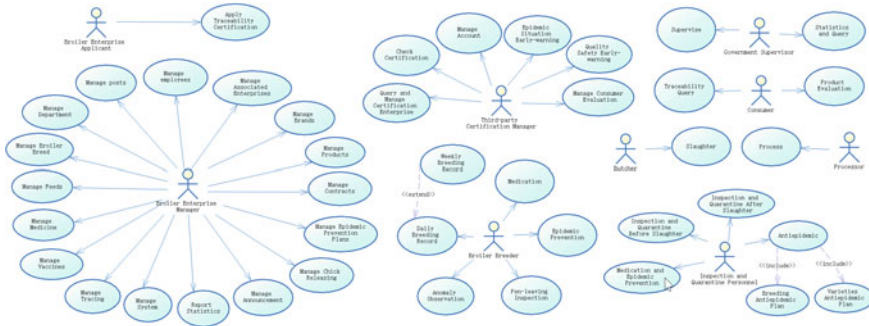 Apply
Traceability
Certification
Broiler Enterprise
Applicant
Manage posts
Manage
employees
Manage
Associated
Enterprises
Manage
Department
Manage
Brands
Manage Broiler
Breed
Manage
Products
Manage Feeds
Manage
Contracts
Broiler Enterprise
Manager
Manage
Medicine
Manage Epidemic
Prevention
Plans
Manage
Vaccines
Manage Chick
Releasing
Manage
Tracing
Manage
System
Report
Statistics
Manage
Announcement
Manage
Account
Epidemic
Situation
Early-warning
Check
Certification
Quality
Safety Early-
warning
Query and
Manage
Certification
Enterprise
Manage Consumer
Evaluation
Third-party
Certification Manager
Weekly
Breeding
Record
Medication
<<extend>>
Daily
Breeding
Record
Epidemic
Prevention
Broiler Breeder
Anomaly
Observation
Pen-leaving
Inspection
Supervise
Statistics
and Query
Government Supervisor
Traceability
Query
Product
Evaluation
Consumer
Slaughter
Process
Butcher
Processor
Inspection and
Quarantine After
Slaughter
Inspection and
Quarantine
Before Slaughter
Antiepidemic
Medication and
Epidemic
Prevention
Inspection and
Quarantine Personnel
<<include>>
<<include>>
Breeding
Antiepidemic
Plan
Varieties
Antiepidemic
Plan